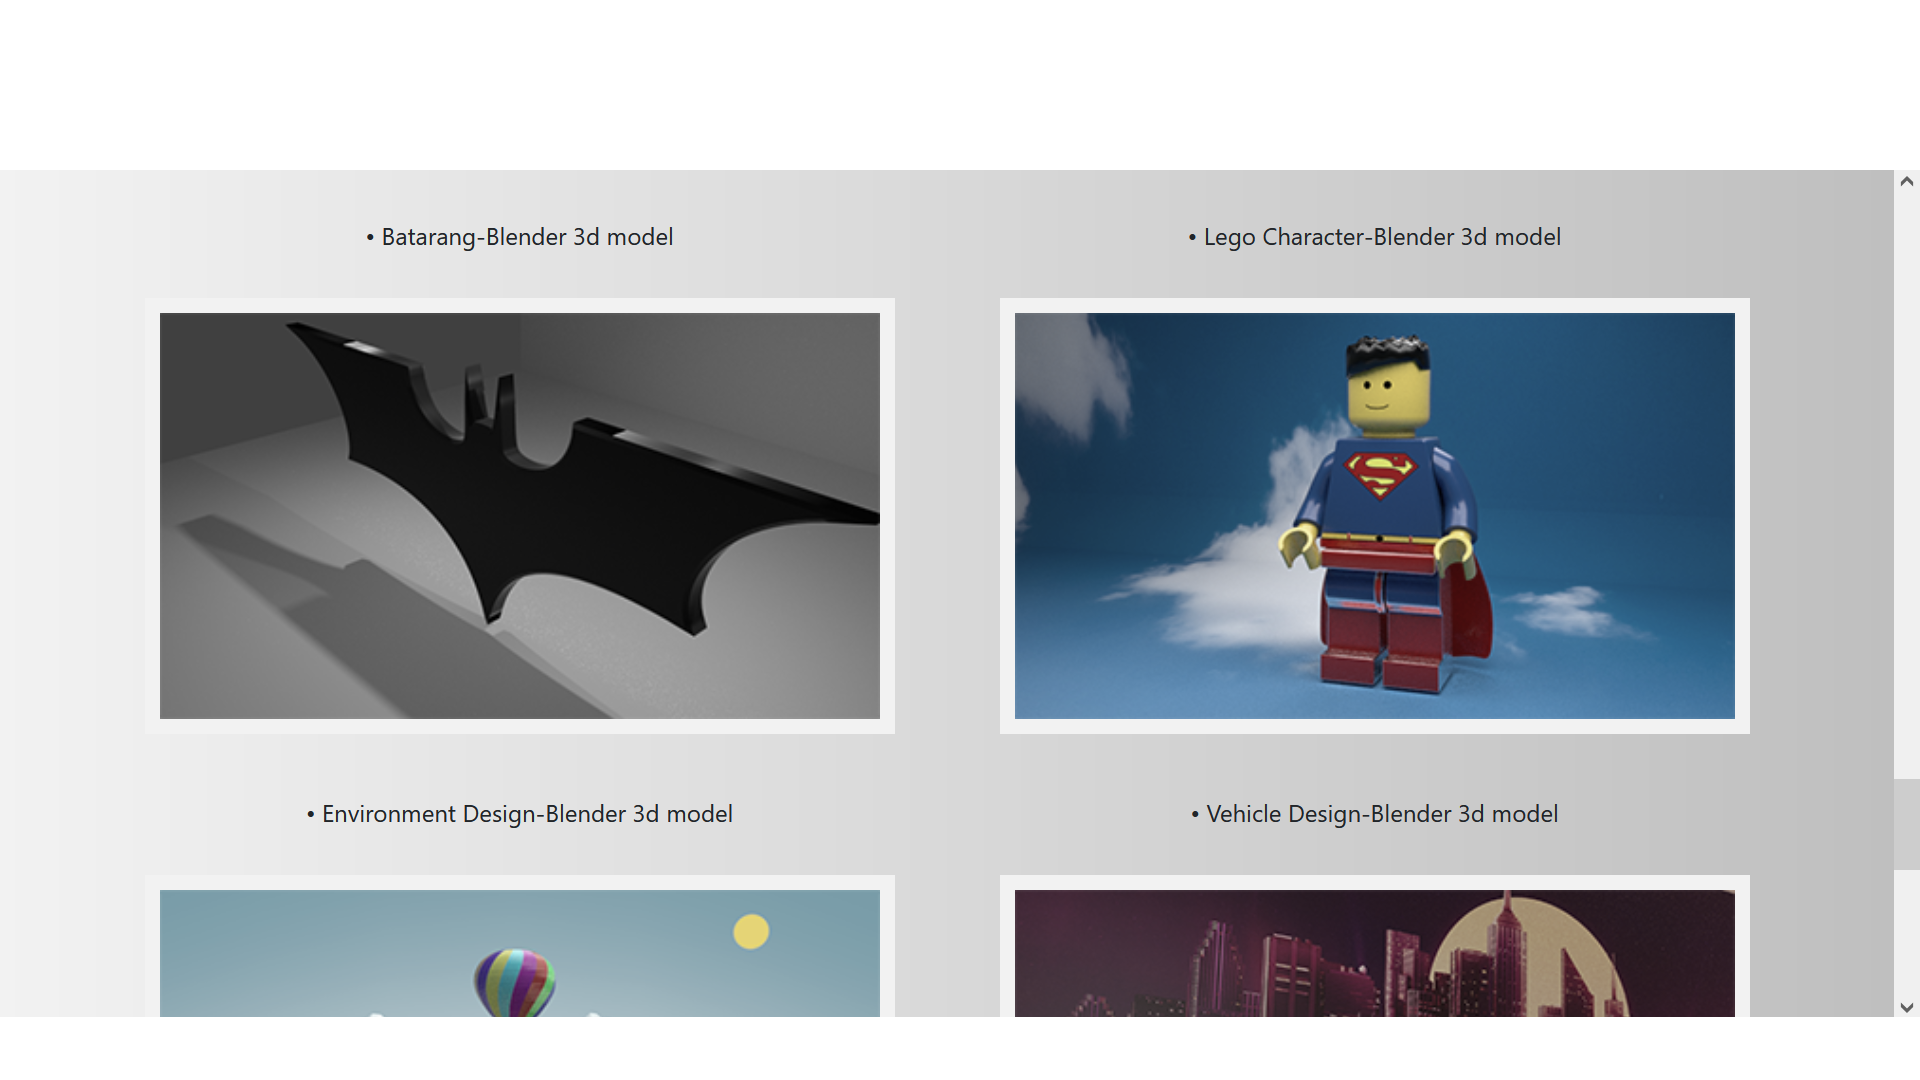 • Batarang-Blender 3d model
• Lego Character-Blender 3d model
S
• Environment Design-Blender 3d model
• Vehicle Design-Blender 3d model